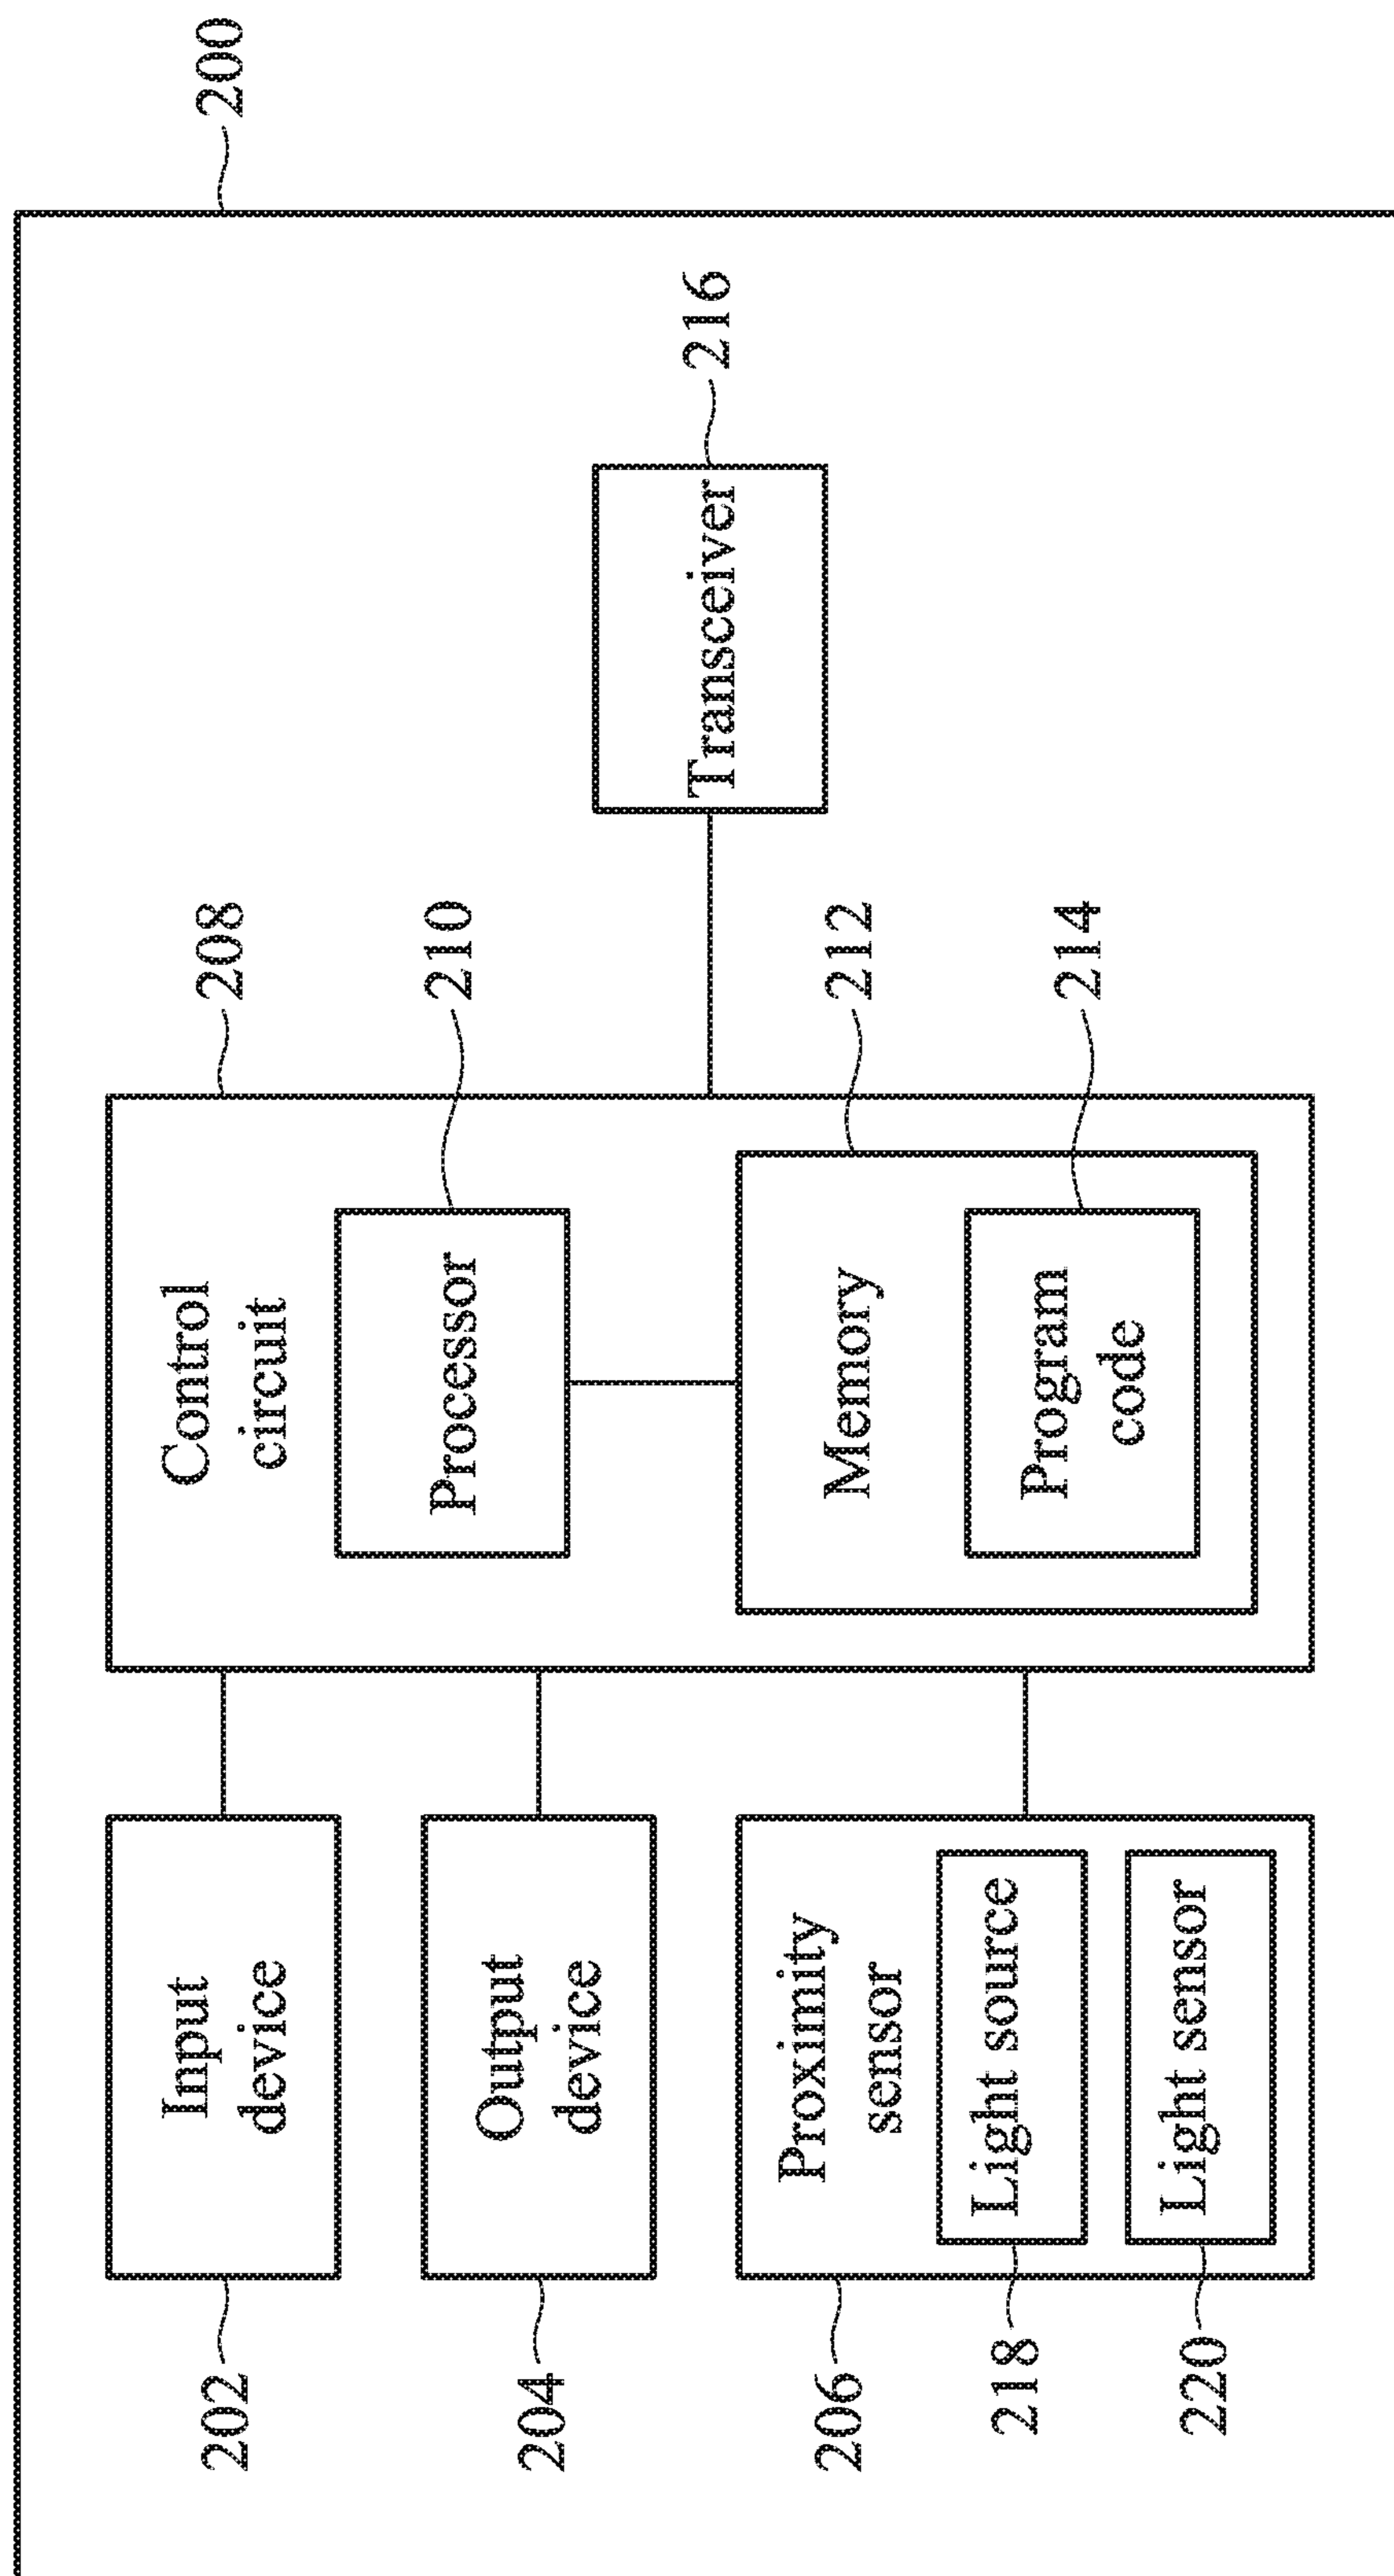 200
202
Input
device
204
Output
device
206
Proximity
sensor
218
Light source
220
Light sensor
208
Control
circuit
210
Processor
212
Memory
214
Program
code
216
Transceiver